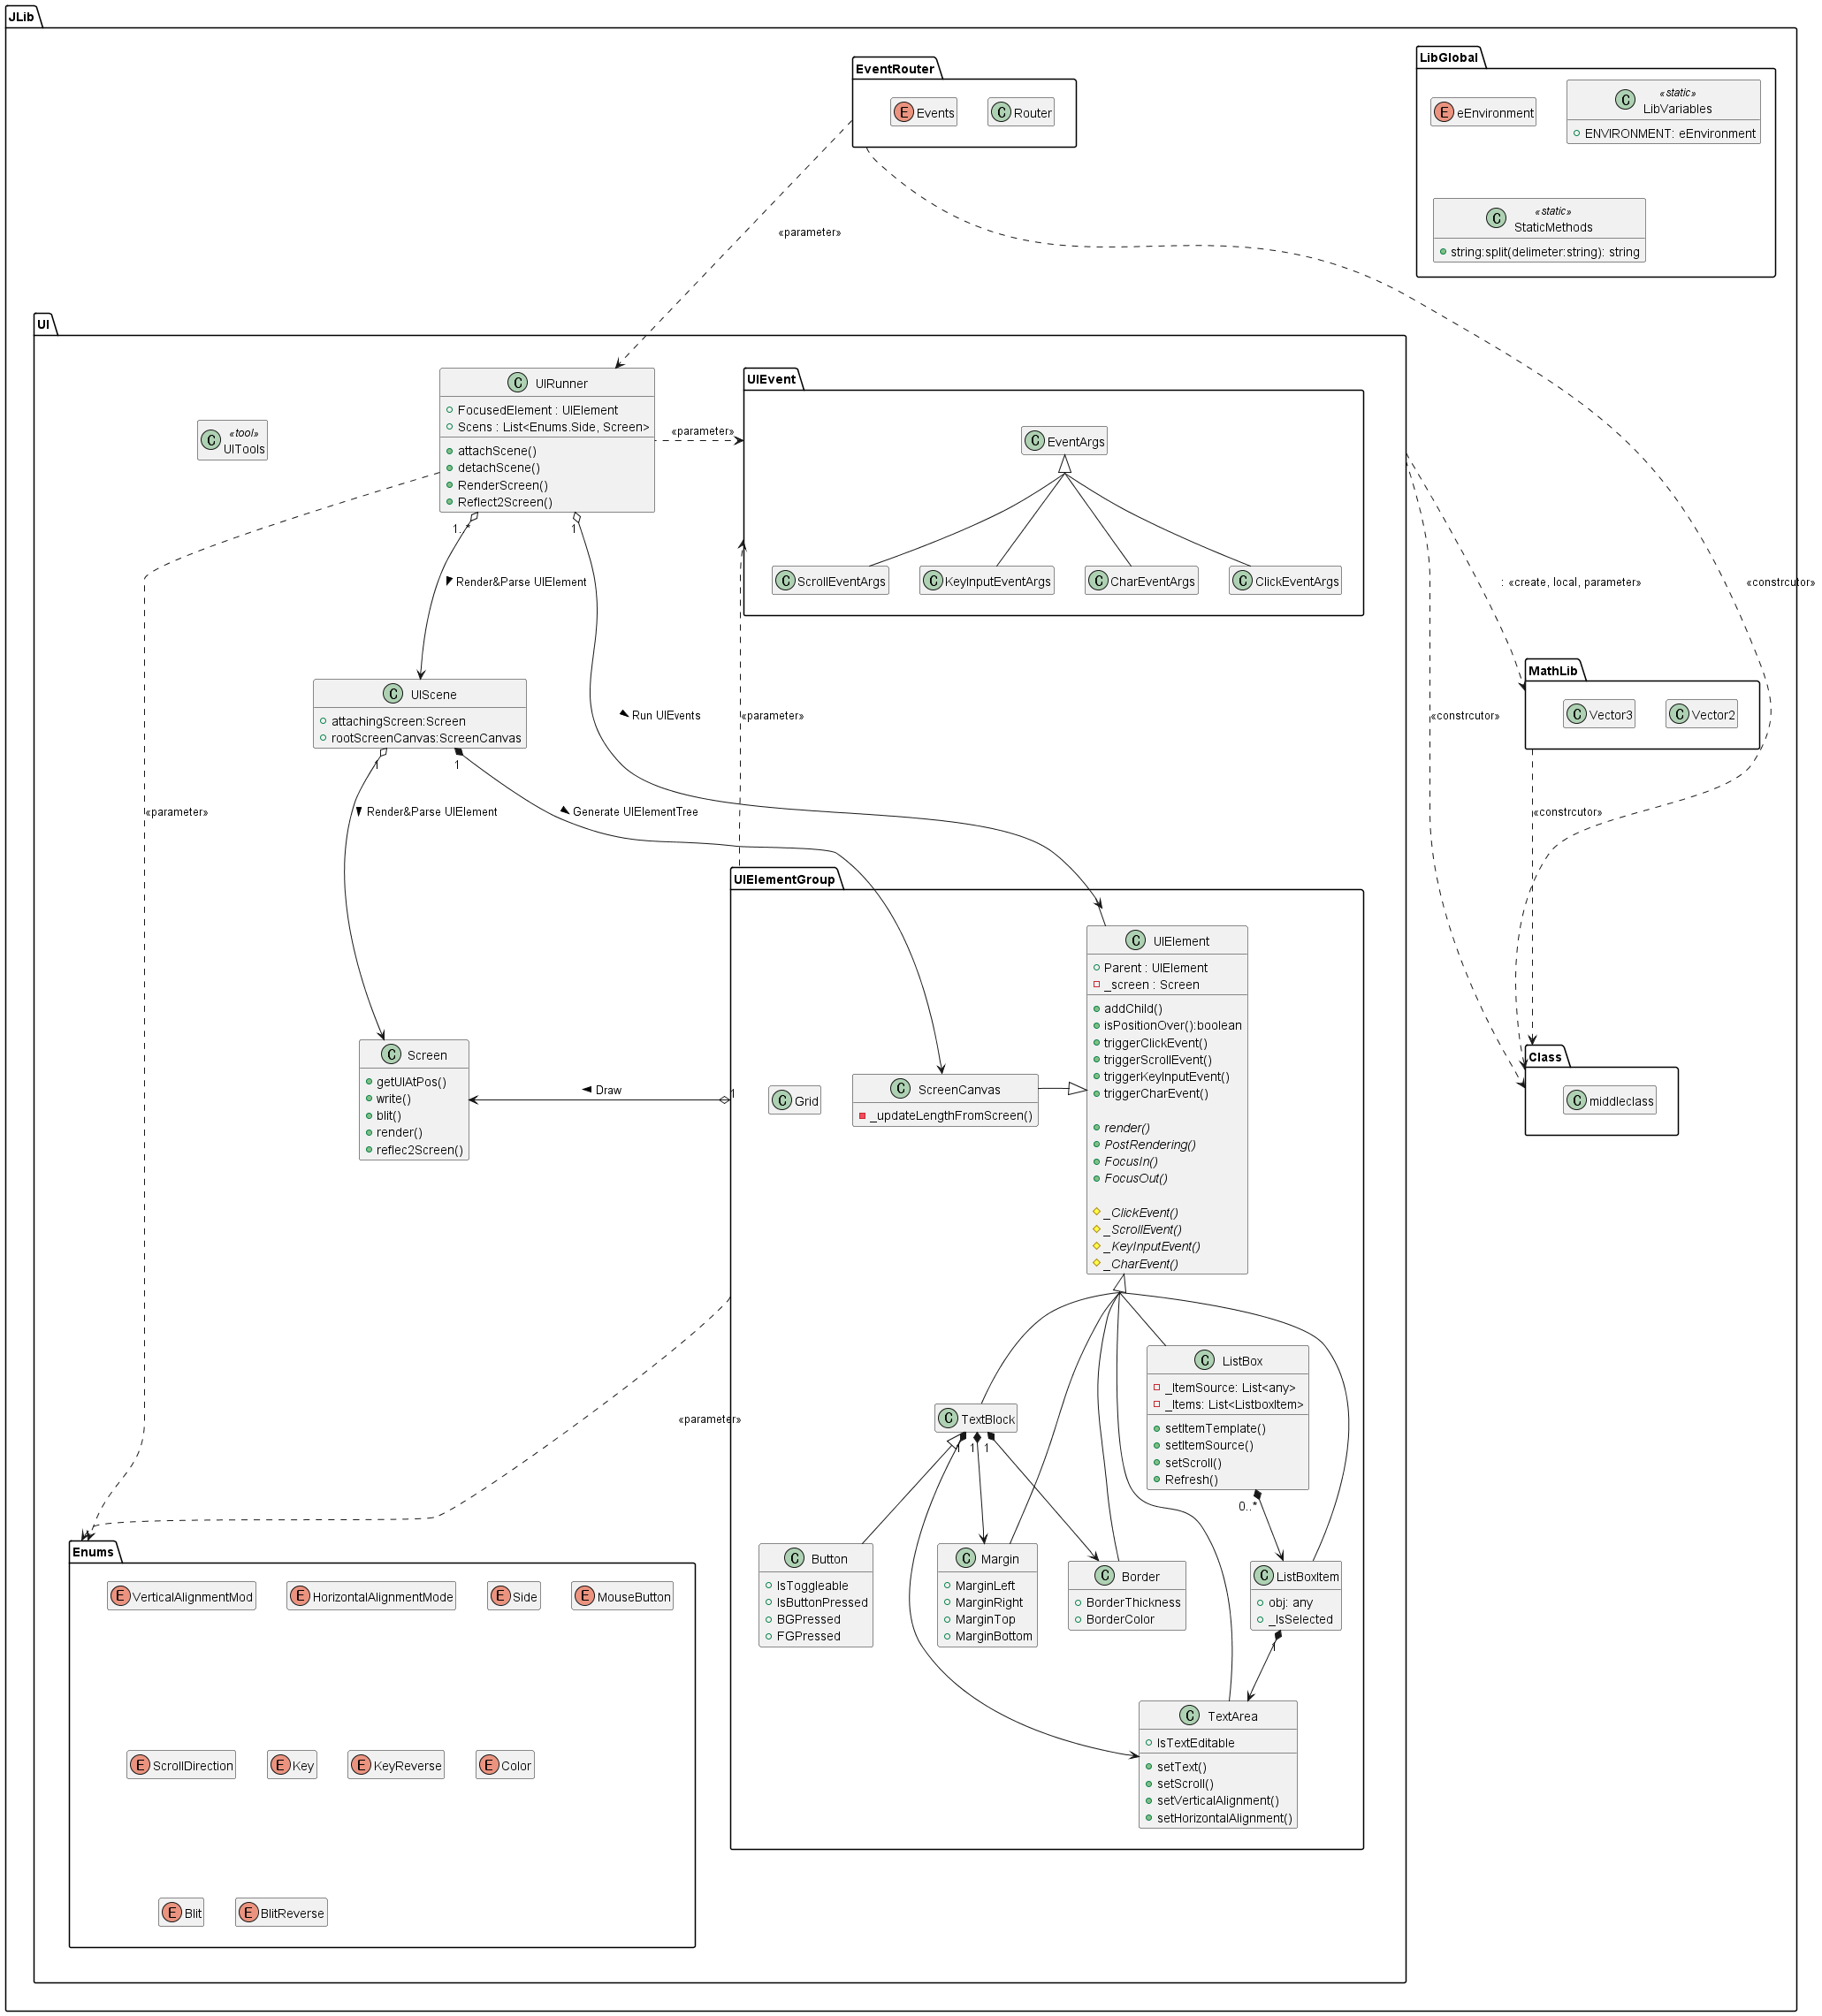 JLib
EventRouter
E Events
C Router
LibGlobal
E eEnvironment
C «static»
LibVariables
ENVIRONMENT: eEnvironment
C «static»
StaticMethods
string:split(delimeter:string): string
«parameter»
UI
C «tool»
UITools
C UIRunner
FocusedElement : UIElement
Scens : List<Enums.Side, Screen>
attachScene()
detachScene()
RenderScreen()
Reflect2Screen()
«parameter»
UIEvent
C EventArgs
C ScrollEventArgs
C KeyInputEventArgs
C CharEventArgs
C ClickEventArgs
1..*
1
Render&Parse UIElement
: «create, local, parameter»
«constrcutor»
C UIScene
attachingScreen:Screen
rootScreenCanvas:ScreenCanvas
Run UIEvents
«parameter»
«constrcutor»
MathLib
C Vector3
C Vector2
1
1
«parameter»
Render&Parse UIElement
Generate UIElementTree
«constrcutor»
UIElementGroup
C UIElement
Parent : UIElement
_screen : Screen
addChild()
isPositionOver():boolean
triggerClickEvent()
triggerScrollEvent()
triggerKeyInputEvent()
triggerCharEvent()
render()
PostRendering()
FocusIn()
FocusOut()
_ClickEvent()
_ScrollEvent()
_KeyInputEvent()
_CharEvent()
C Screen
getUIAtPos()
write()
blit()
render()
reflec2Screen()
Draw
1
C Grid
C ScreenCanvas
_updateLengthFromScreen()
Class
C middleclass
«parameter»
C ListBox
_ItemSource: List<any>
_Items: List<ListboxItem>
setItemTemplate()
setItemSource()
setScroll()
Refresh()
C TextBlock
1
1
1
0..*
C Button
IsToggleable
IsButtonPressed
BGPressed
FGPressed
C Margin
MarginLeft
MarginRight
MarginTop
MarginBottom
C Border
BorderThickness
BorderColor
C ListBoxItem
obj: any
_IsSelected
1
C TextArea
IsTextEditable
setText()
setScroll()
setVerticalAlignment()
setHorizontalAlignment()
Enums
E VerticalAlignmentMod
E HorizontalAlignmentMode
E Side
E MouseButton
E ScrollDirection
E Key
E KeyReverse
E Color
E Blit
E BlitReverse